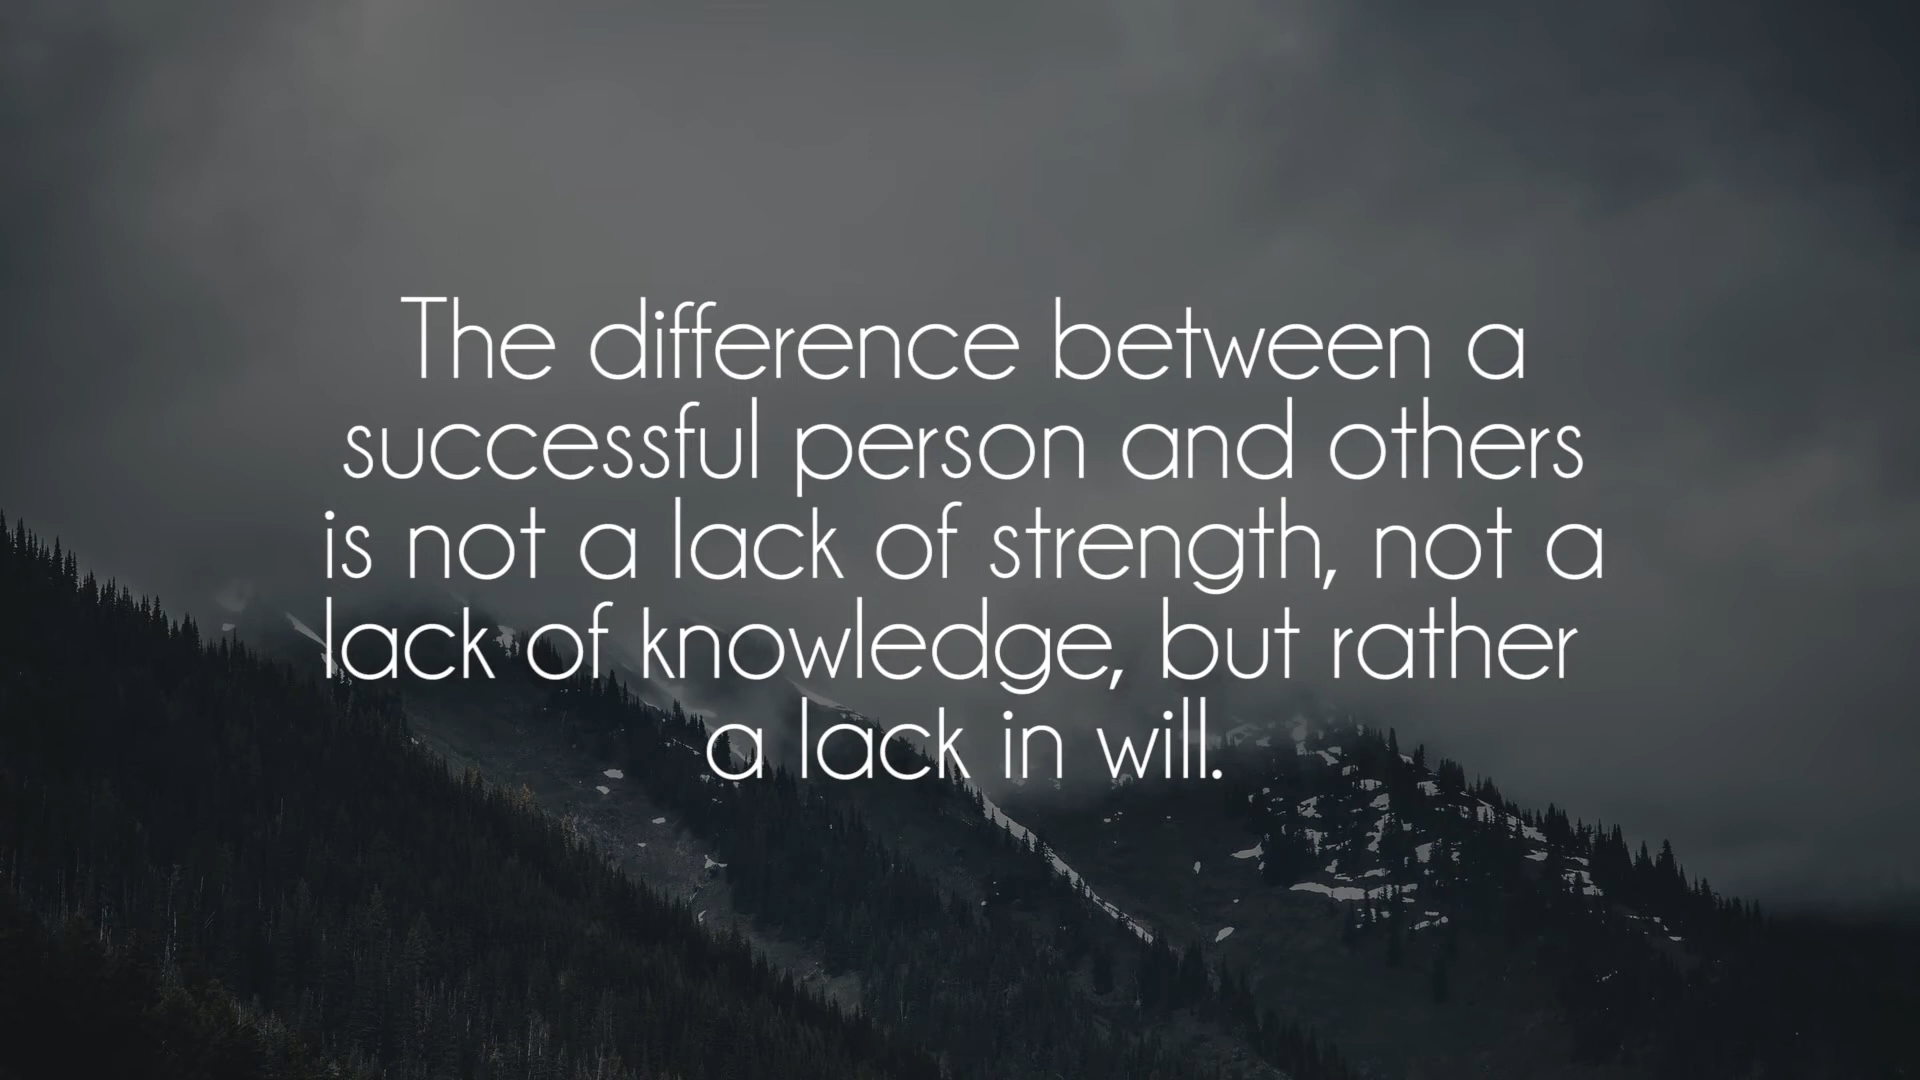 The difference between a
successful person and others
is not a lack of strength, not a
lack of knowledge, but rather
a lack in will.